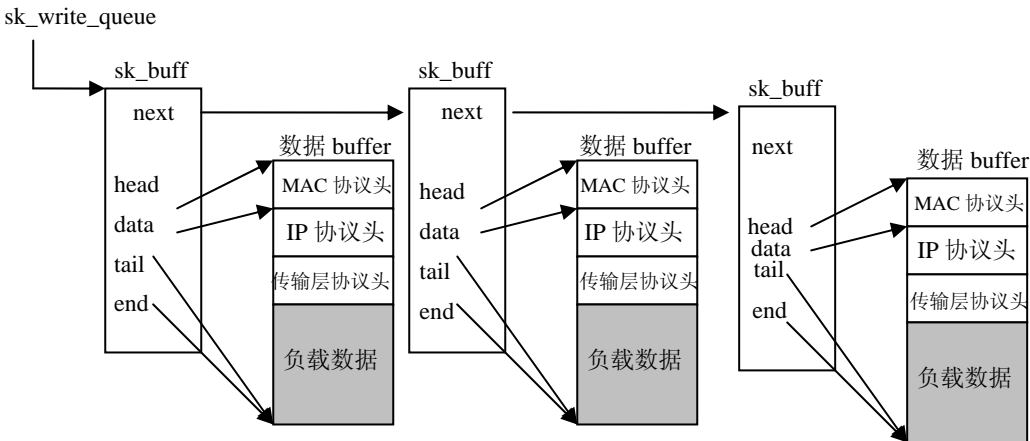 sk_write_queue
sk_buff
next
head
data
tail
end
数据 buffer
MAC 协议头
IP 协议头
传输层协议头
负载数据
sk_buff
next
head
data
tail
end
数据 buffer
MAC 协议头
IP 协议头
传输层协议头
负载数据
sk_buff
next
head
data
tail
end
数据 buffer
MAC 协议头
IP 协议头
传输层协议头
负载数据